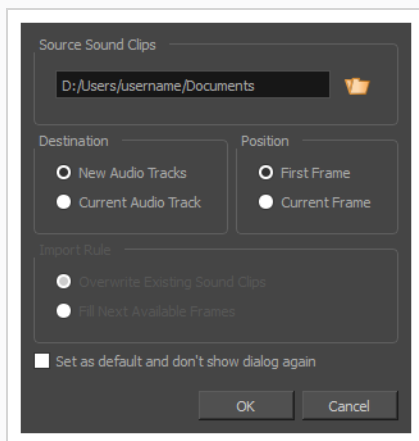 Source Sound Clips
D:/Users/username/Documents
Destination
Position
New Audio Tracks
First Frame
Current Audio Track
Current Frame
Import Rule
Overwrite Existing Sound Clips
Fill Next Available Frames
Set as default and don't show dialog again
OK
Cancel